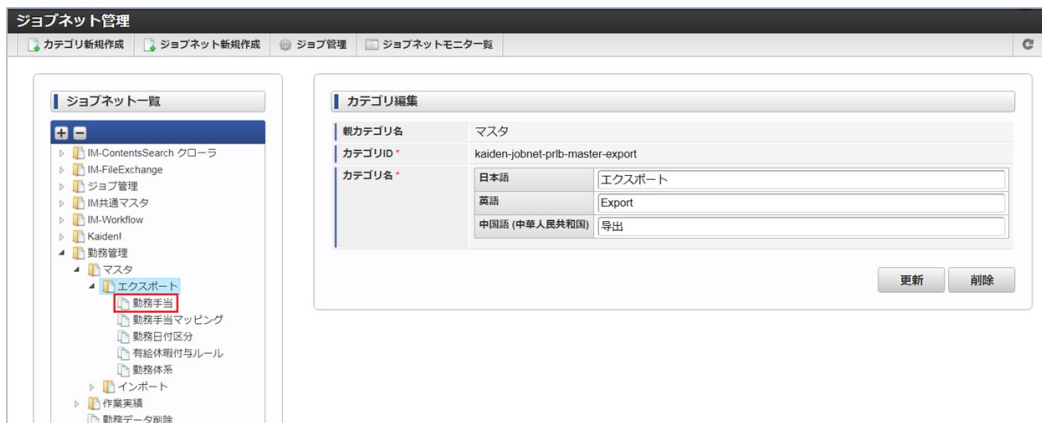 ジョブネット管理
カテゴリ新規作成 ジョブネット新規作成 ジョブ管理 ジョブネットモニター覧
ジョブネット一覧
IM-ContentsSearch クローラ
IM-FileExchange
ジョブ管理
IM共通マスタ
IM-Workflow
Kaiden!
勤務管理
マスタ
エクスポート
勤務手当
勤務手当マッピング
勤務日付区分
有給休暇付与ルール
勤務体系
インポート
作業実績
勤務データ削除
カテゴリ編集
親カテゴリ名 マスタ
カテゴリID * kaiden-jobnet-prlb-master-export
カテゴリ名 * 日本語 エクスポート
英語 Export
中国語 (中華人民共和国) 导出
更新 削除